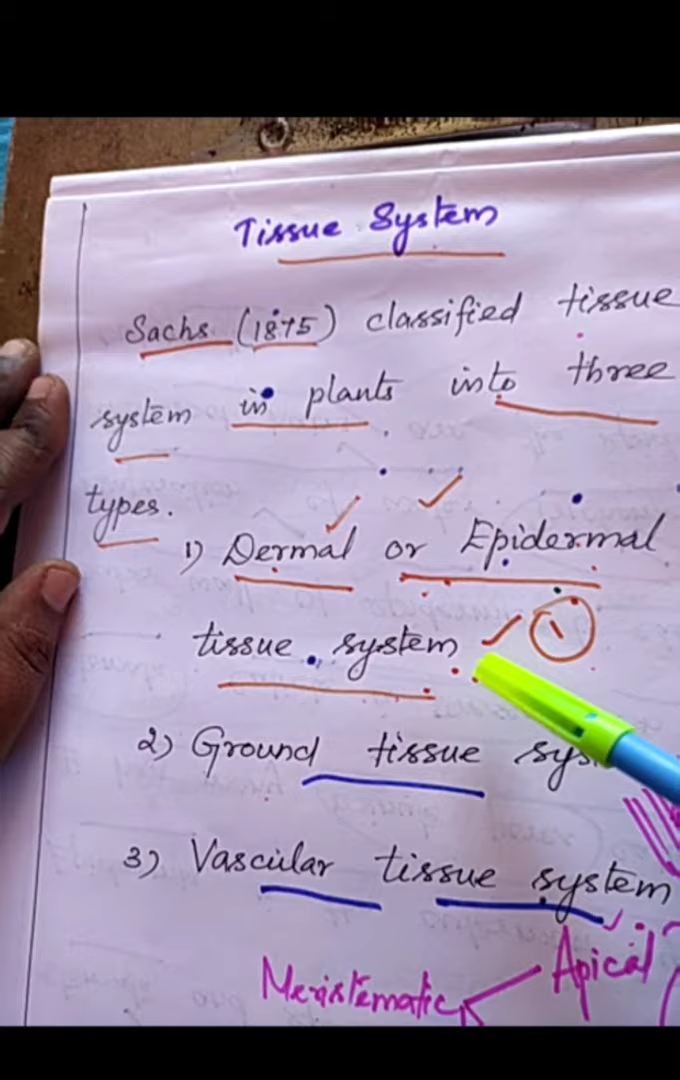 Tissue System
Sachs (1875) classified tissue
system in plants into three
types.
1) Dermal or Epidermal
tissue system
2) Ground tissue sys
3) Vascular tissue system
Meristematic Apical